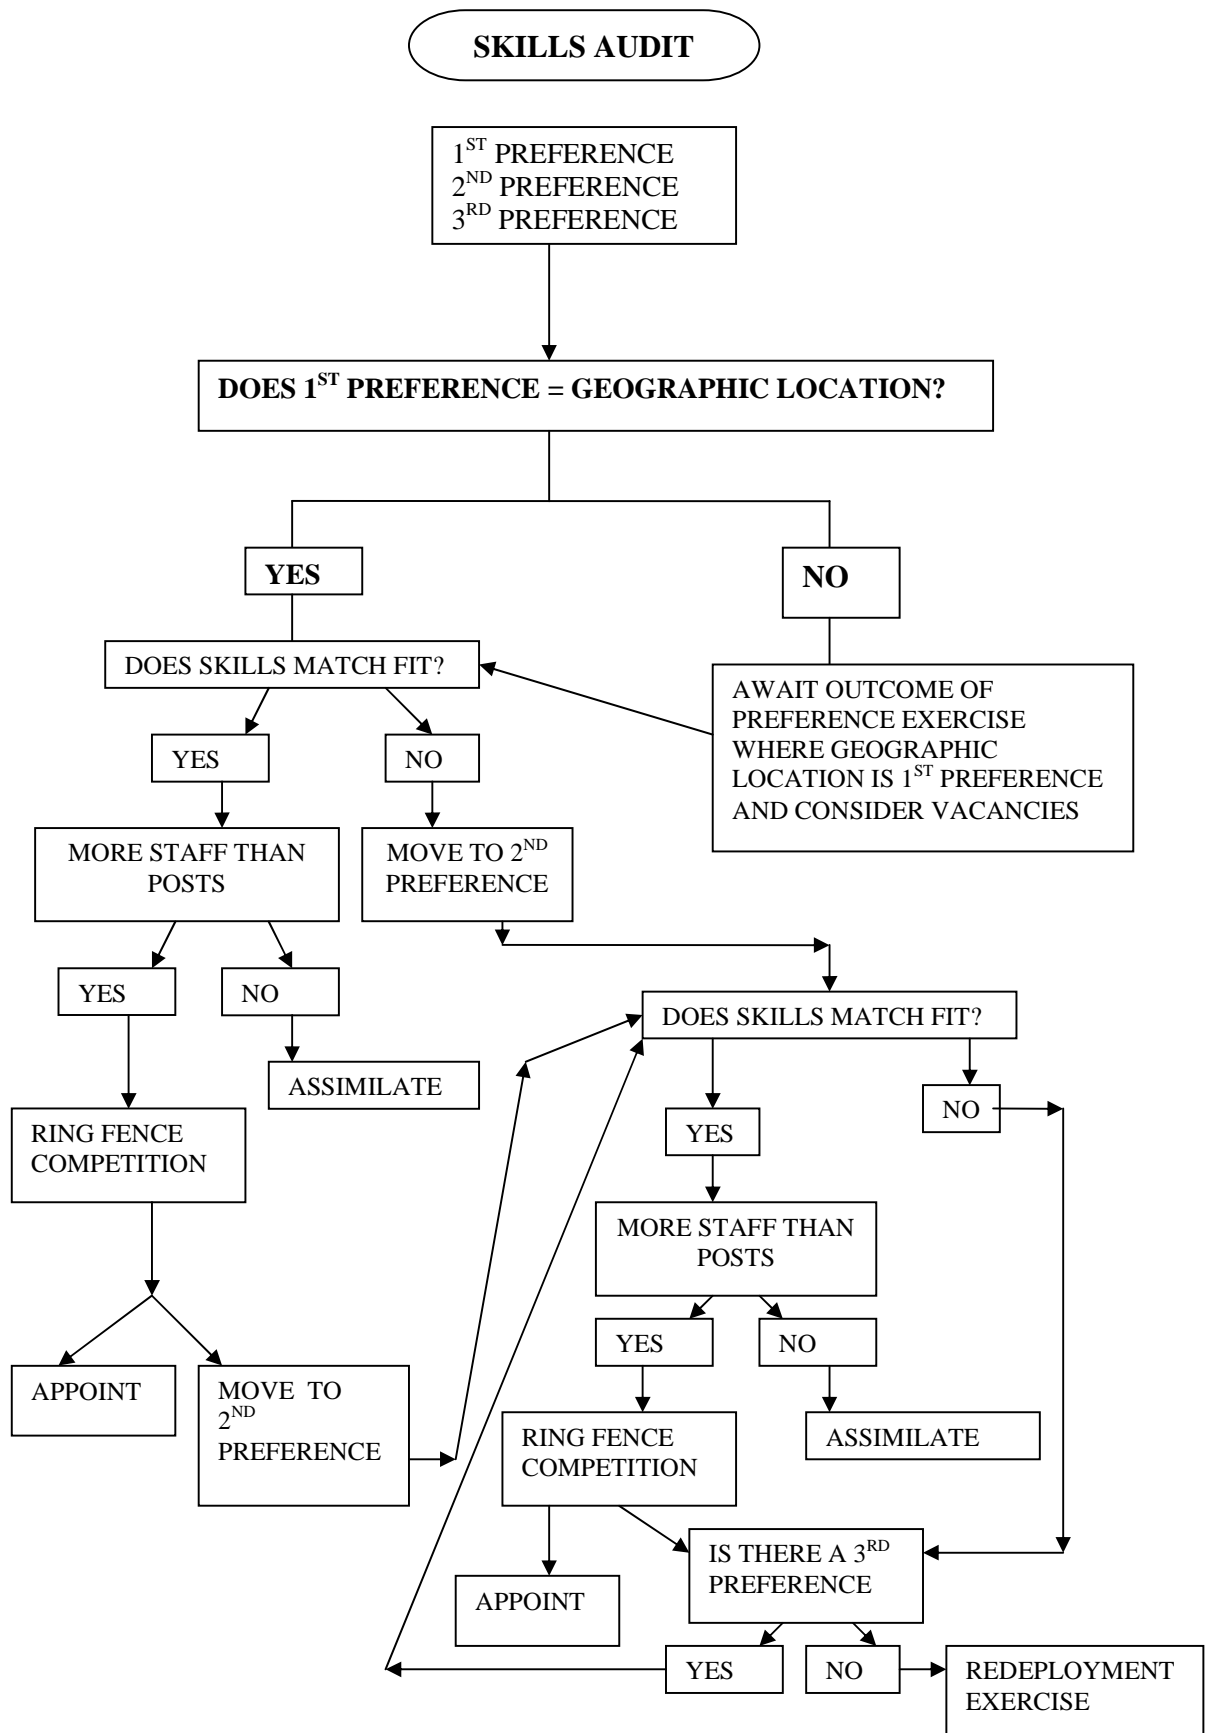 SKILLS AUDIT
1ST PREFERENCE
2ND PREFERENCE
3RD PREFERENCE
DOES 1ST PREFERENCE = GEOGRAPHIC LOCATION?
YES
NO
DOES SKILLS MATCH FIT?
AWAIT OUTCOME OF
PREFERENCE EXERCISE
WHERE GEOGRAPHIC
LOCATION IS 1ST PREFERENCE
AND CONSIDER VACANCIES
YES
NO
MORE STAFF THAN
POSTS
MOVE TO 2ND
PREFERENCE
YES
NO
DOES SKILLS MATCH FIT?
ASSIMILATE
NO
RING FENCE
COMPETITION
YES
MORE STAFF THAN
POSTS
YES
NO
APPOINT
MOVE TO
2ND
PREFERENCE
RING FENCE
COMPETITION
ASSIMILATE
IS THERE A 3RD
PREFERENCE
APPOINT
YES
NO
REDEPLOYMENT
EXERCISE